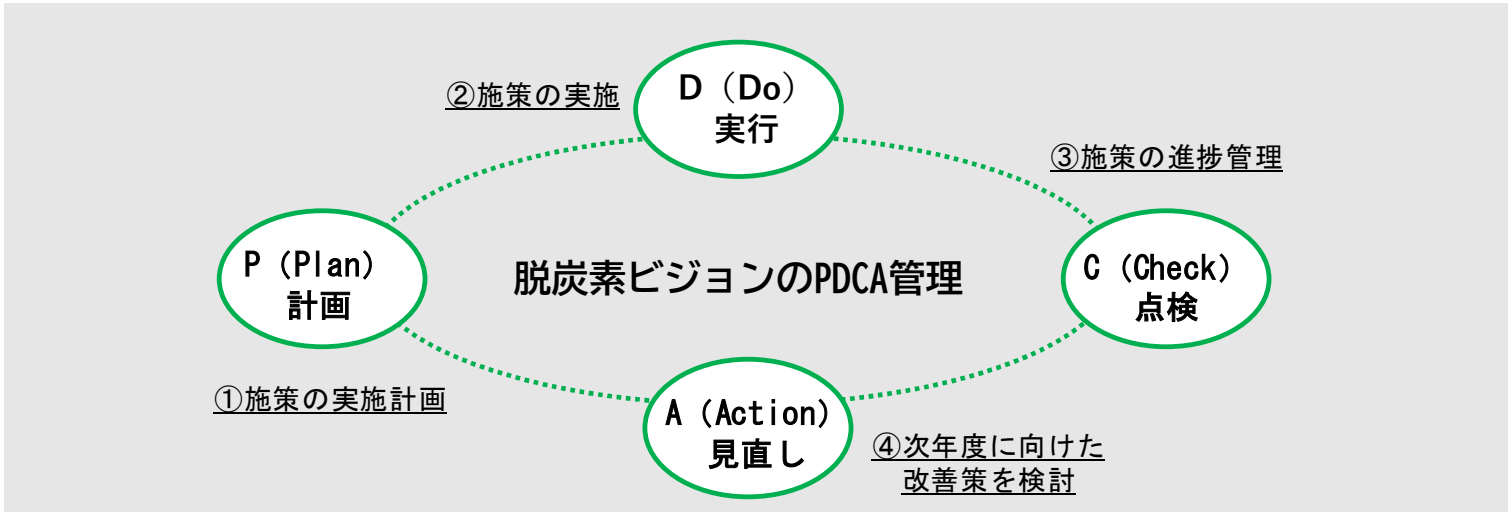 D（Do）
実行
②施策の実施
③施策の進捗管理
P（Plan）
計画
脱炭素ビジョンのPDCA管理
C（Check）
点検
①施策の実施計画
A（Action）
見直し
④次年度に向けた
改善策を検討